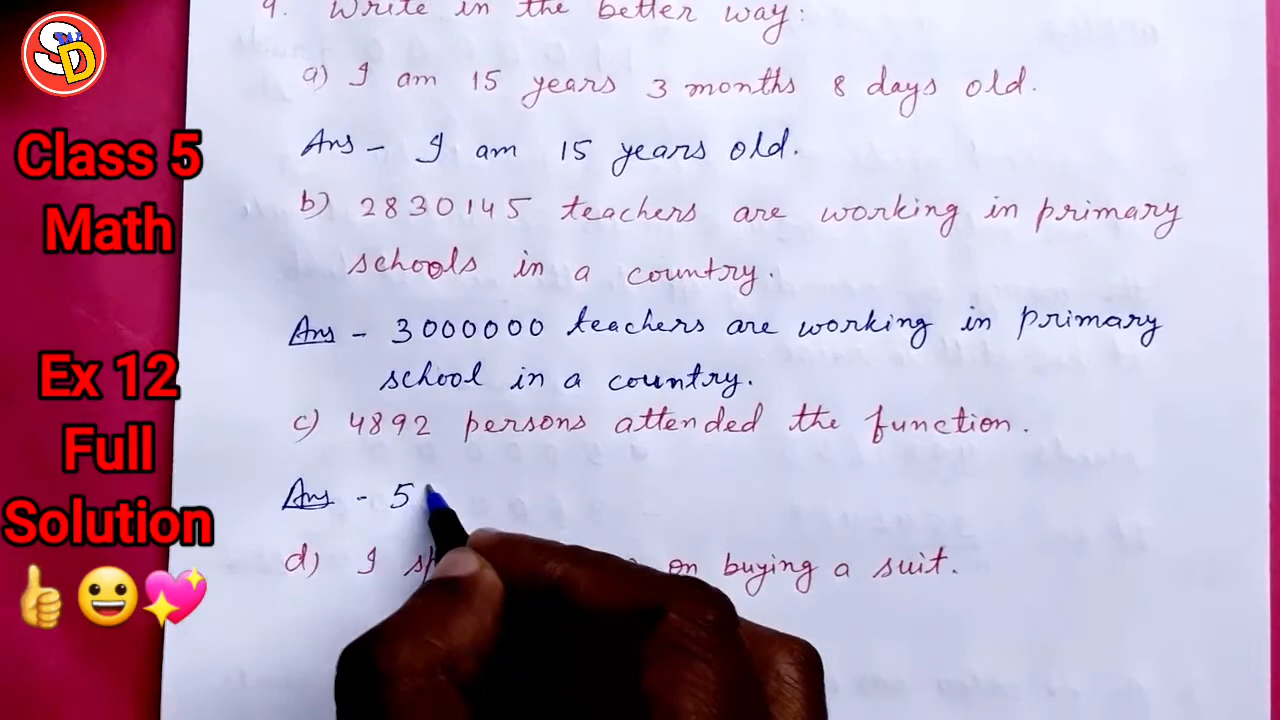 SD
Class 5
Math
Ex 12
Full
Solution
9. Write in the better way:
a) I am 15 years 3 months 8 days old.
Ans - I am 15 years old.
b) 2830145 teachers are working in primary
schools in a country.
Ans - 3000000 teachers are working in primary
school in a country.
c) 4892 persons attended the function.
Ans - 5
d) I on buying a suit.